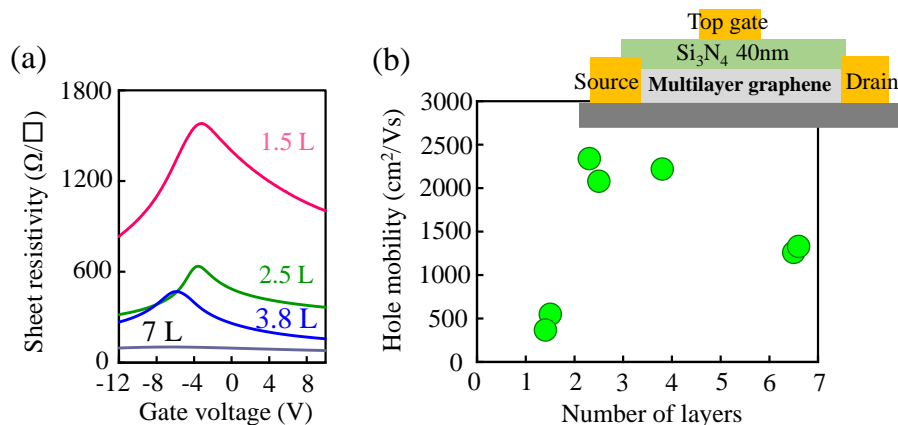 (a)
Sheet resistivity (Ω/□)
1800
1200
600
0
1.5 L
2.5 L
3.8 L
7 L
-12 -8 -4 0 4 8
Gate voltage (V)
(b)
Top gate
Si₃N₄ 40nm
Source Multilayer graphene Drain
Hole mobility (cm²/Vs)
3000
2500
2000
1500
1000
500
0
0 1 2 3 4 5 6 7
Number of layers